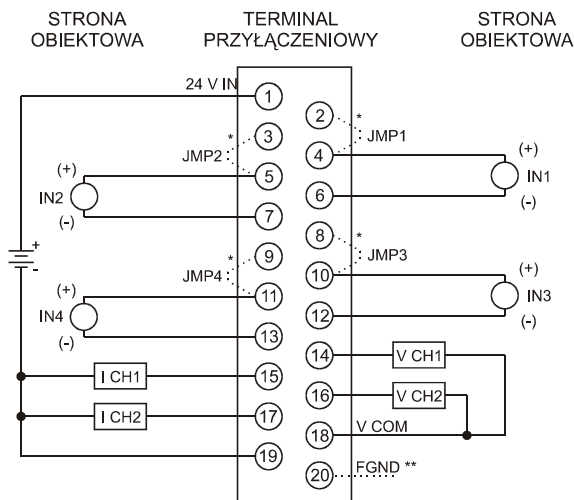 STRONA
OBIEKTOWA
TERMINAL
PRZYŁĄCZENIOWY
STRONA
OBIEKTOWA
24 V IN
1
2
*
JMP1
*
3
JMP2
4
(+)
(+)
5
IN2
IN1
6
(-)
(-)
7
8
*
JMP3
+
-
*
9
JMP4
10
(+)
(+)
11
IN4
IN3
12
(-)
(-)
13
14
V CH1
I CH1
15
16
V CH2
I CH2
17
18
V COM
19
20
FGND **